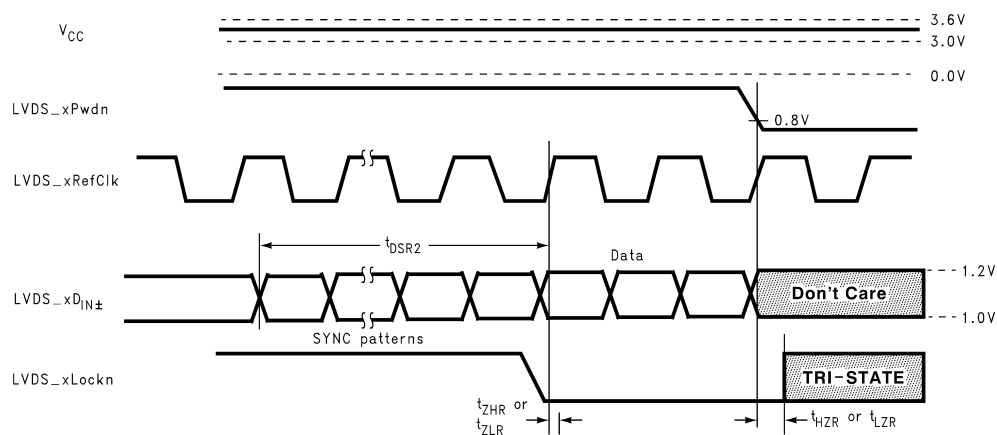 V_CC
3.6V
3.0V
0.0V
LVDS_xPwdn
0.8V
LVDS_xRefClk
t_DSR2
Data
LVDS_xD_IN±
Don't Care
1.2V
1.0V
SYNC patterns
LVDS_xLockn
TRI-STATE
t_ZHR or
t_ZLR
t_HZR or t_LZR